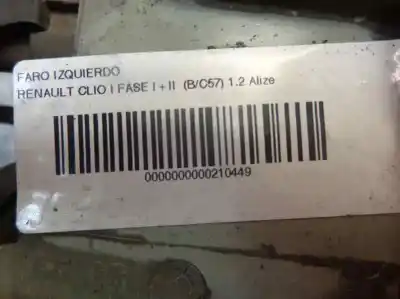 FARO IZQUIERDO
RENAULT CLIO I FASE I + II (B/C57) 1.2 Alize
0000000000210449